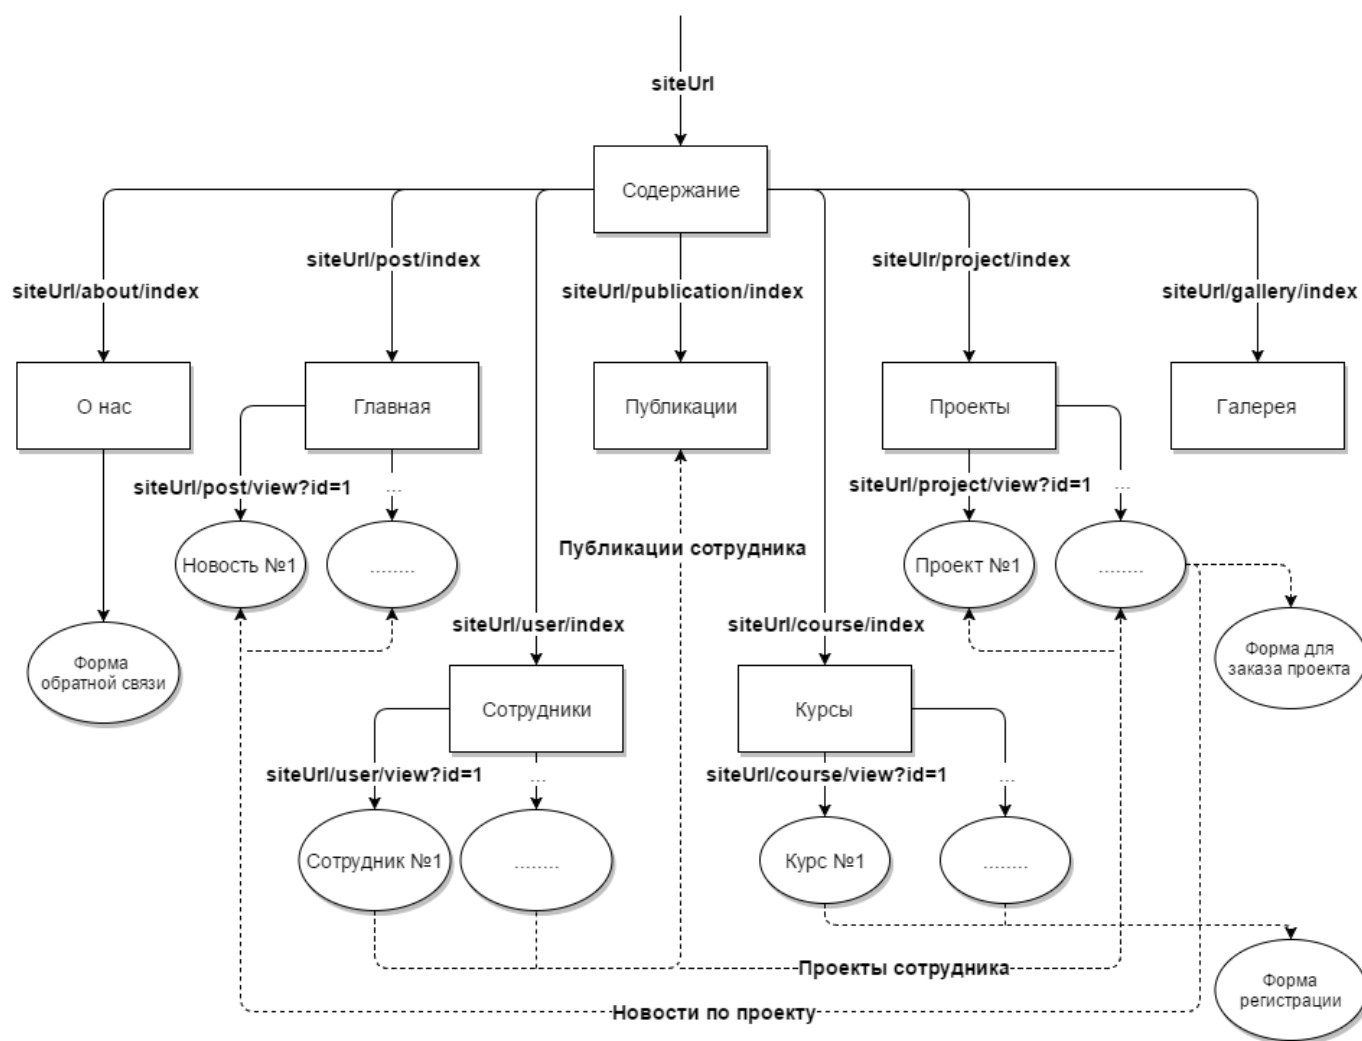 siteUrl
Содержание
siteUrl/post/index
siteUlr/project/index
siteUrl/about/index
siteUrl/publication/index
siteUrl/gallery/index
О нас
Главная
Публикации
Проекты
Галерея
siteUrl/post/view?id=1
...
siteUrl/project/view?id=1
...
Публикации сотрудника
Новость №1
........
Проект №1
........
siteUrl/user/index
siteUrl/course/index
Форма
обратной связи
Форма для
заказа проекта
Сотрудники
Курсы
siteUrl/user/view?id=1
...
siteUrl/course/view?id=1
...
Сотрудник №1
........
Курс №1
........
Проекты сотрудника
Форма
регистрации
Новости по проекту